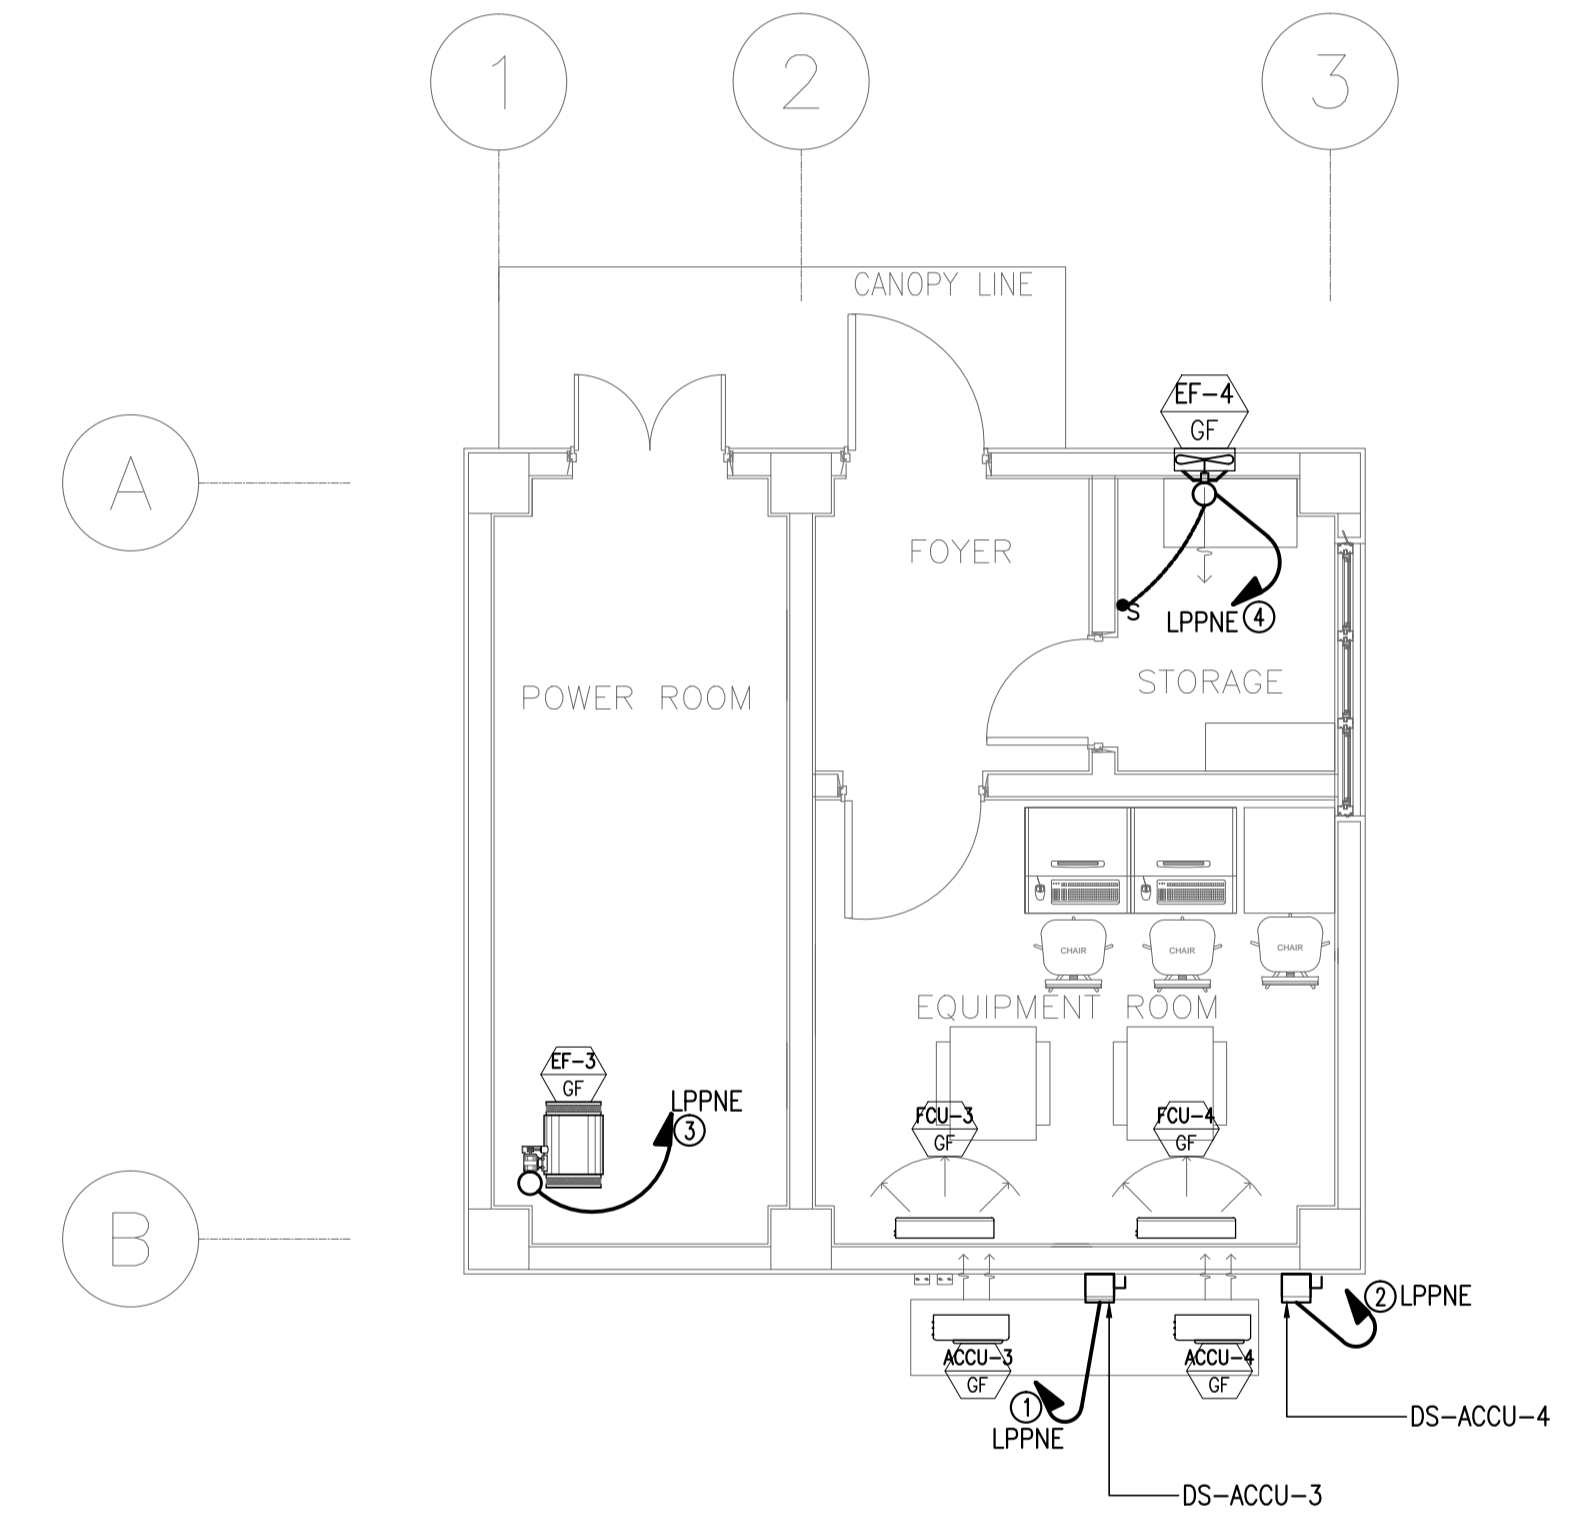 1
2
3
CANOPY LINE
EF-4
GF
A
FOYER
S
LPPNE 4
STORAGE
POWER ROOM
CHAIR
CHAIR
CHAIR
EQUIPMENT ROOM
EF-3
GF
LPPNE
3
FCU-3
GF
FCU-4
GF
B
2 LPPNE
ACCU-3
GF
ACCU-4
GF
1
LPPNE
DS-ACCU-4
DS-ACCU-3